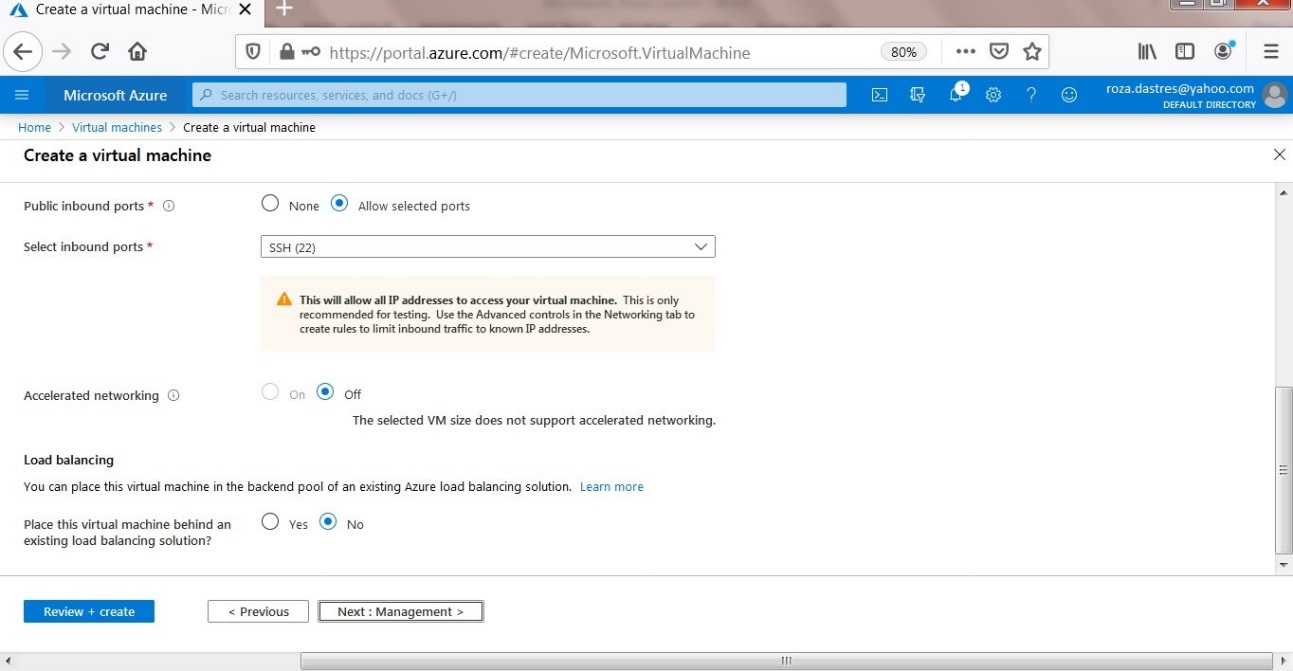 Create a virtual machine - Micr
https://portal.azure.com/#create/Microsoft.VirtualMachine
80%
Microsoft Azure
Search resources, services, and docs (G+/)
1
roza.dastres@yahoo.com
DEFAULT DIRECTORY
Home > Virtual machines > Create a virtual machine
Create a virtual machine
Public inbound ports *
None
Allow selected ports
Select inbound ports *
SSH (22)
This will allow all IP addresses to access your virtual machine. This is only
recommended for testing. Use the Advanced controls in the Networking tab to
create rules to limit inbound traffic to known IP addresses.
Accelerated networking
On
Off
The selected VM size does not support accelerated networking.
Load balancing
You can place this virtual machine in the backend pool of an existing Azure load balancing solution. Learn more
Place this virtual machine behind an
existing load balancing solution?
Yes
No
Review + create
< Previous
Next : Management >